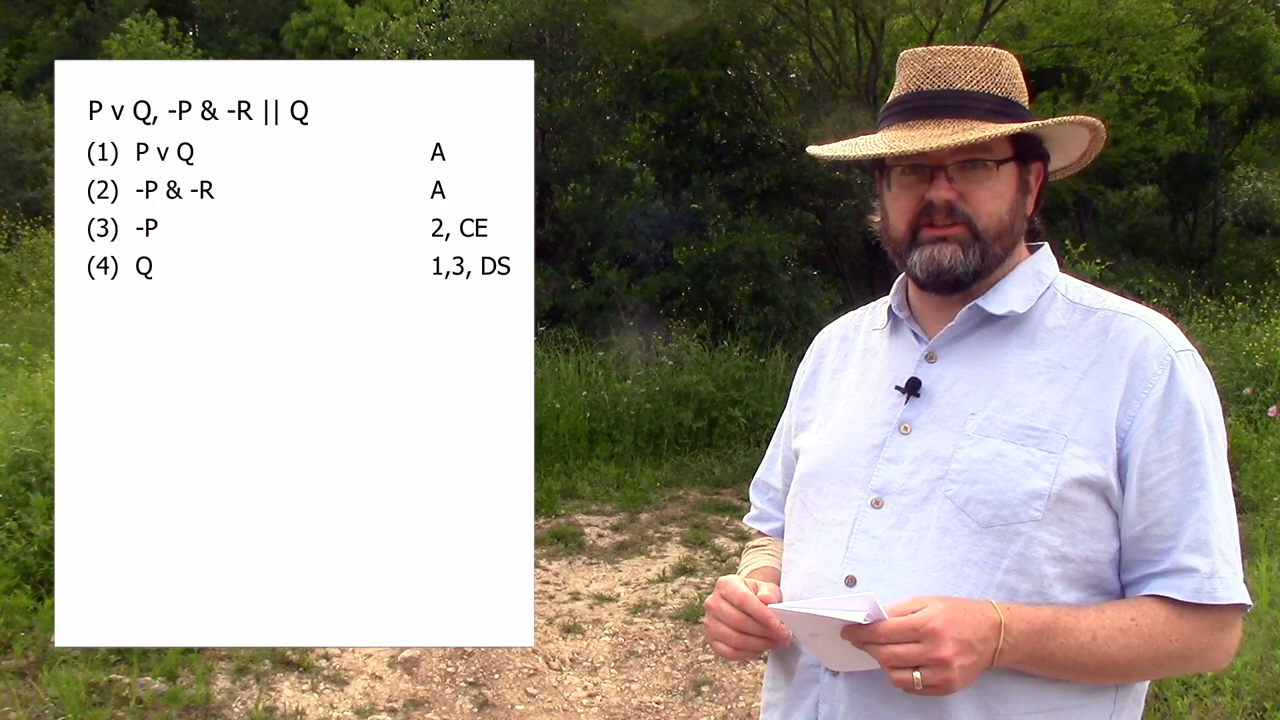 P v Q, -P & -R || Q
(1) P v Q A
(2) -P & -R A
(3) -P 2, CE
(4) Q 1,3, DS